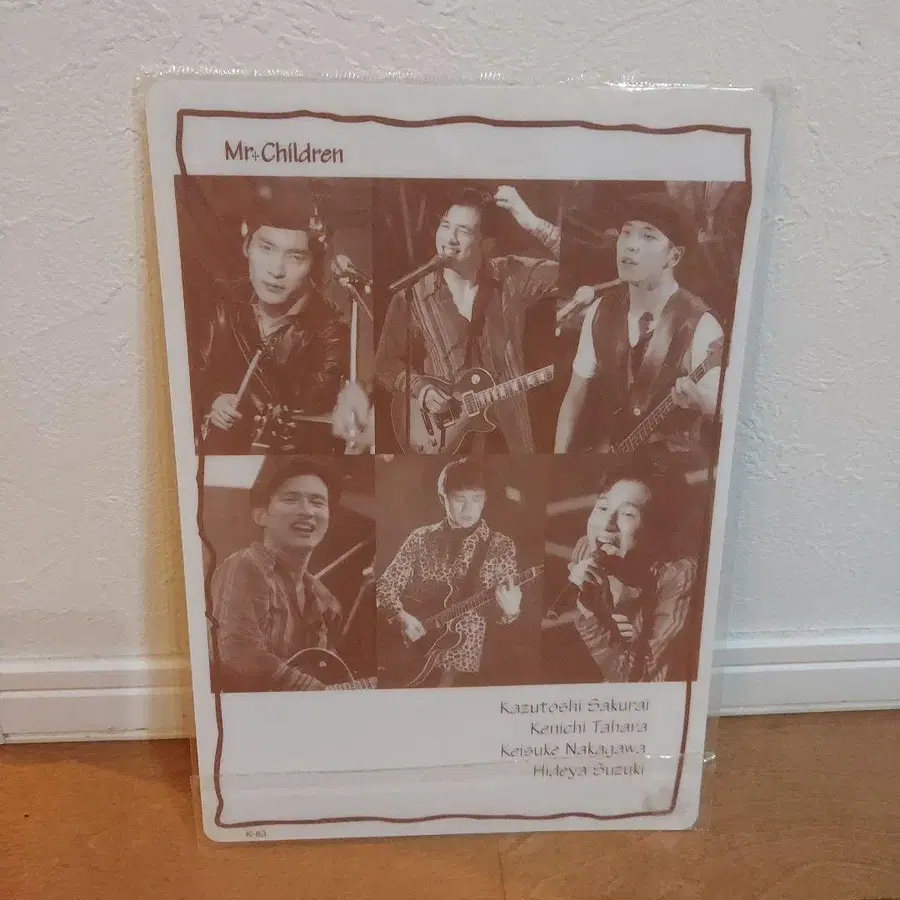 Mr.Children
Kazutoshi Sakurai
Kenichi Tahara
Keisuke Nakagawa
Hideya Suzuki
K-83